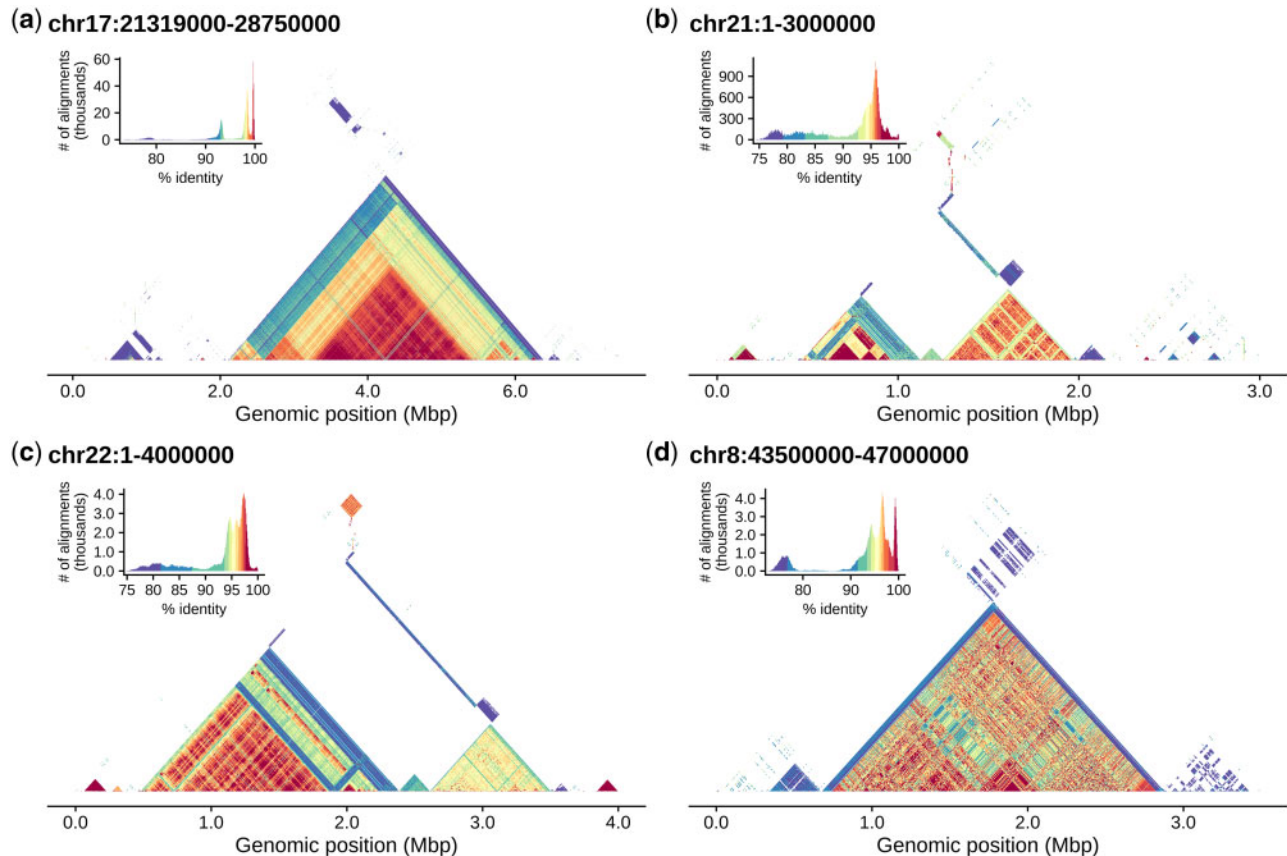 (a) chr17:21319000-28750000
# of alignments
(thousands)
60
40
20
0
80 90 100
% identity
0.0 2.0 4.0 6.0
Genomic position (Mbp)
(b) chr21:1-3000000
# of alignments
900
600
300
0
75 80 85 90 95 100
% identity
0.0 1.0 2.0 3.0
Genomic position (Mbp)
(c) chr22:1-4000000
# of alignments
(thousands)
4.0
3.0
2.0
1.0
0.0
75 80 85 90 95 100
% identity
0.0 1.0 2.0 3.0 4.0
Genomic position (Mbp)
(d) chr8:43500000-47000000
# of alignments
(thousands)
4.0
3.0
2.0
1.0
0.0
80 90 100
% identity
0.0 1.0 2.0 3.0
Genomic position (Mbp)